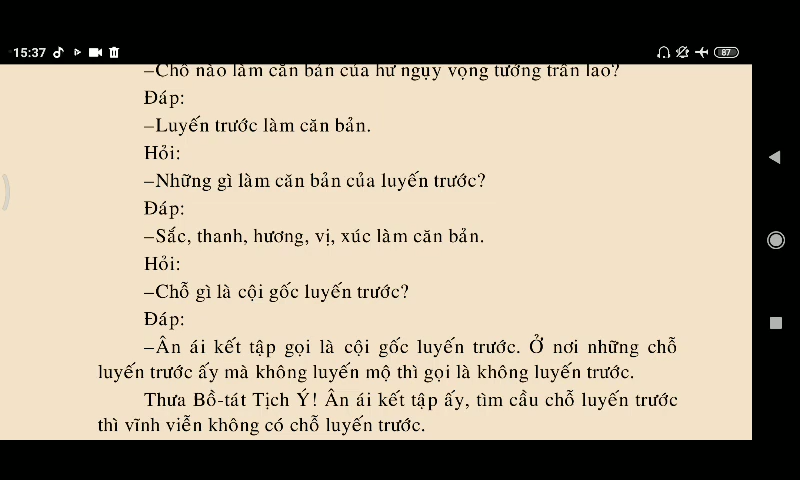 15:37
87
–Chỗ nào làm căn bản của hư ngụy vọng tưởng trần lao?
Đáp:
–Luyến trước làm căn bản.
Hỏi:
–Những gì làm căn bản của luyến trước?
Đáp:
–Sắc, thanh, hương, vị, xúc làm căn bản.
Hỏi:
–Chỗ gì là cội gốc luyến trước?
Đáp:
–Ân ái kết tập gọi là cội gốc luyến trước. Ở nơi những chỗ
luyến trước ấy mà không luyến mộ thì gọi là không luyến trước.
Thưa Bồ-tát Tịch Ý! Ân ái kết tập ấy, tìm cầu chỗ luyến trước
thì vĩnh viễn không có chỗ luyến trước.